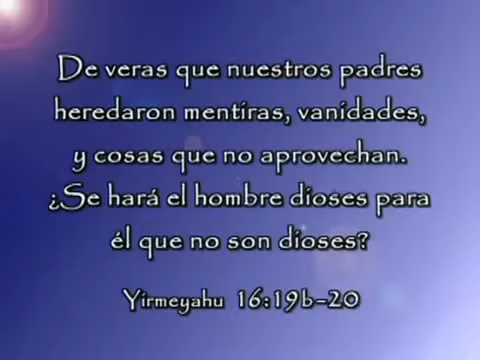 De veras que nuestros padres
heredaron mentiras, vanidades,
y cosas que no aprovechan.
¿Se hará el hombre dioses para
él que no son dioses?
Yirmeyahu 16:19b-20